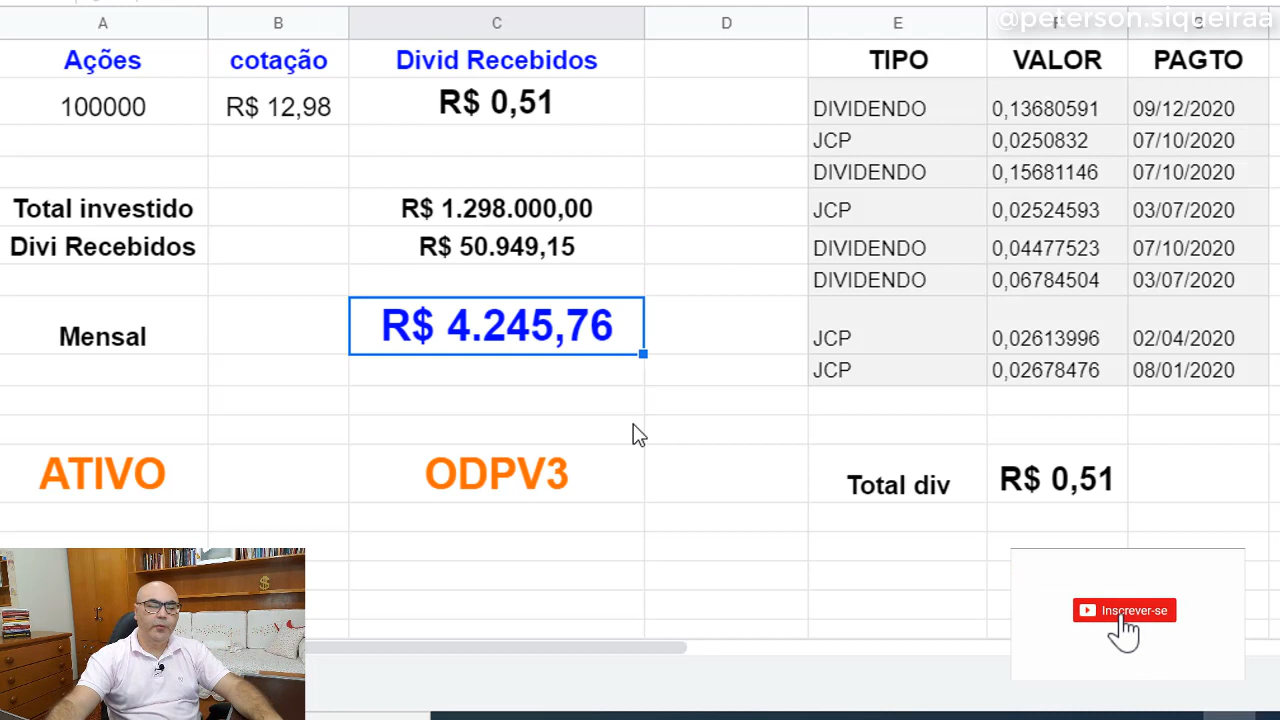 @peterson.siqueiraa
A B C D E F G
Ações cotação Divid Recebidos TIPO VALOR PAGTO
100000 R$ 12,98 R$ 0,51 DIVIDENDO 0,13680591 09/12/2020
JCP 0,0250832 07/10/2020
DIVIDENDO 0,15681146 07/10/2020
Total investido R$ 1.298.000,00 JCP 0,02524593 03/07/2020
Divi Recebidos R$ 50.949,15 DIVIDENDO 0,04477523 07/10/2020
DIVIDENDO 0,06784504 03/07/2020
Mensal R$ 4.245,76 JCP 0,02613996 02/04/2020
JCP 0,02678476 08/01/2020
ATIVO ODPV3 Total div R$ 0,51
$
Inscrever-se